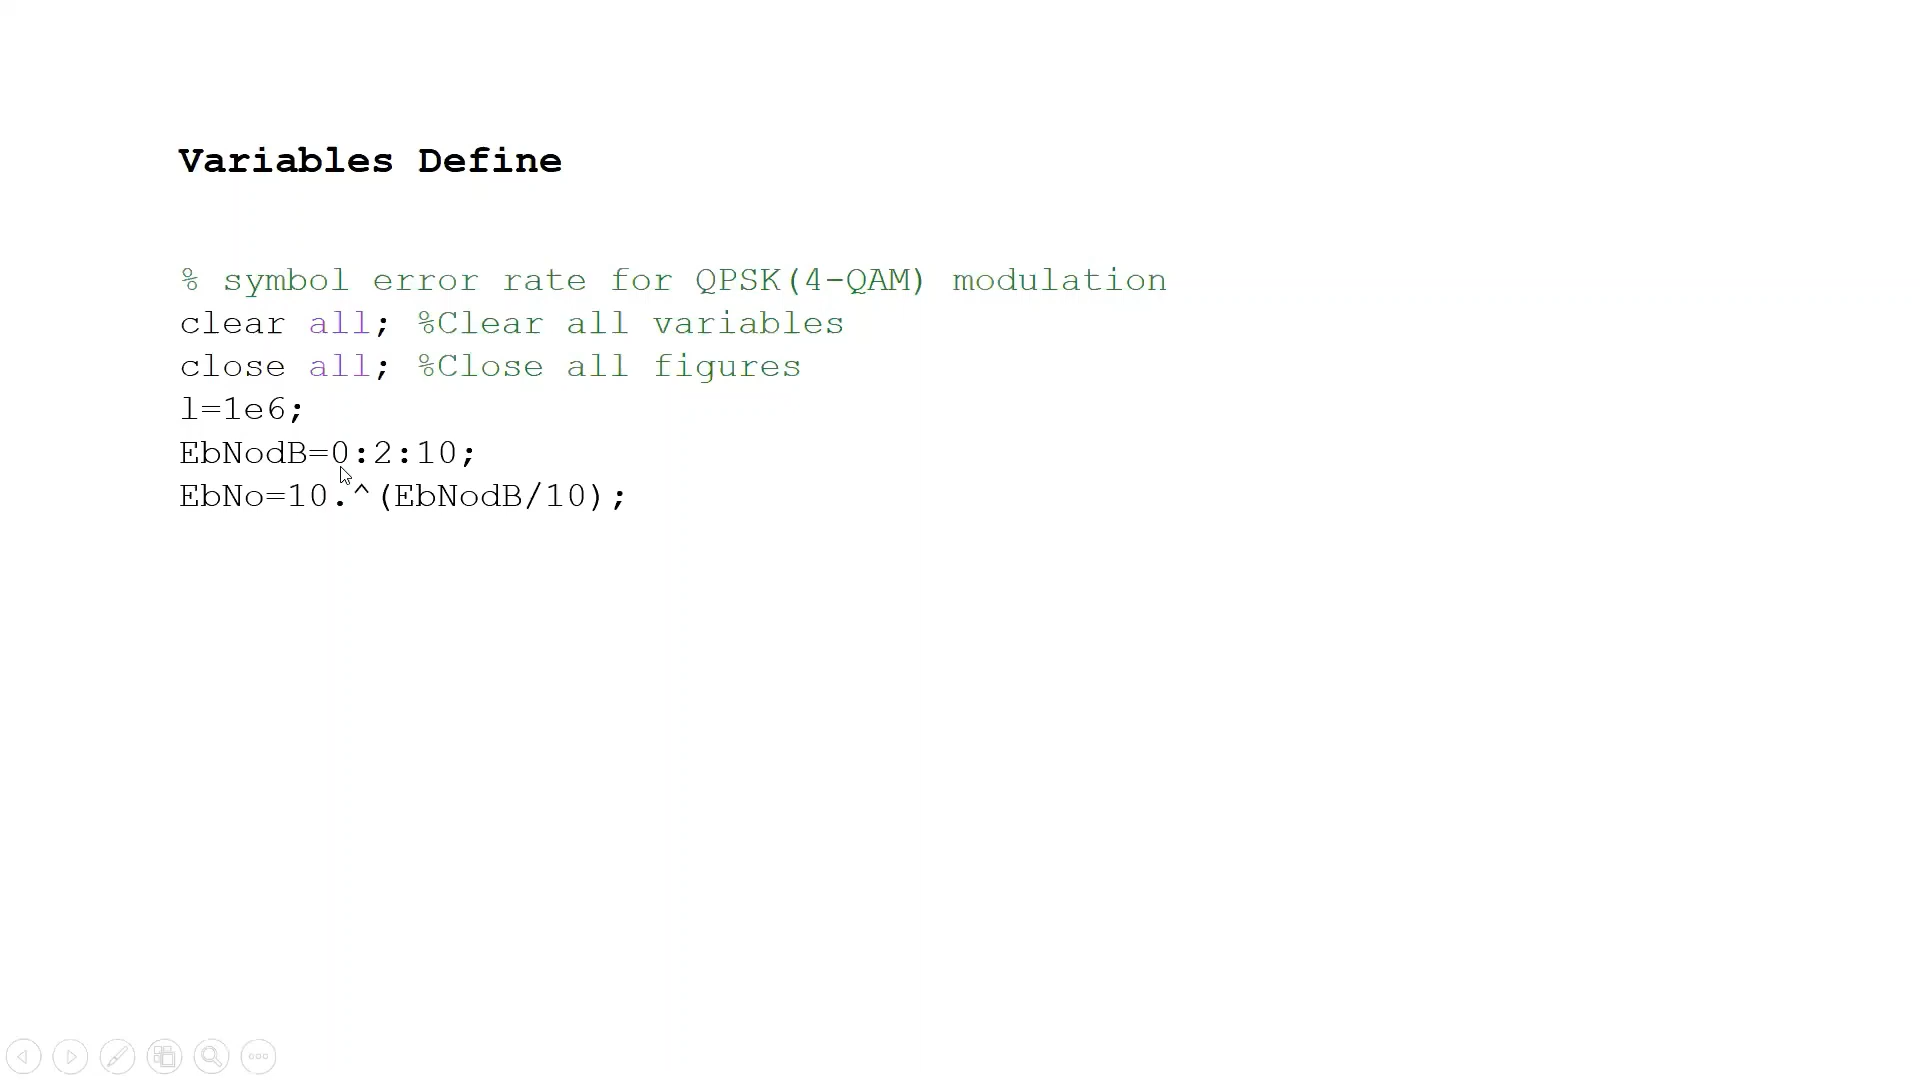 Variables Define
% symbol error rate for QPSK(4-QAM) modulation
clear all; %Clear all variables
close all; %Close all figures
l=1e6;
EbNodB=0:2:10;
EbNo=10.^(EbNodB/10);